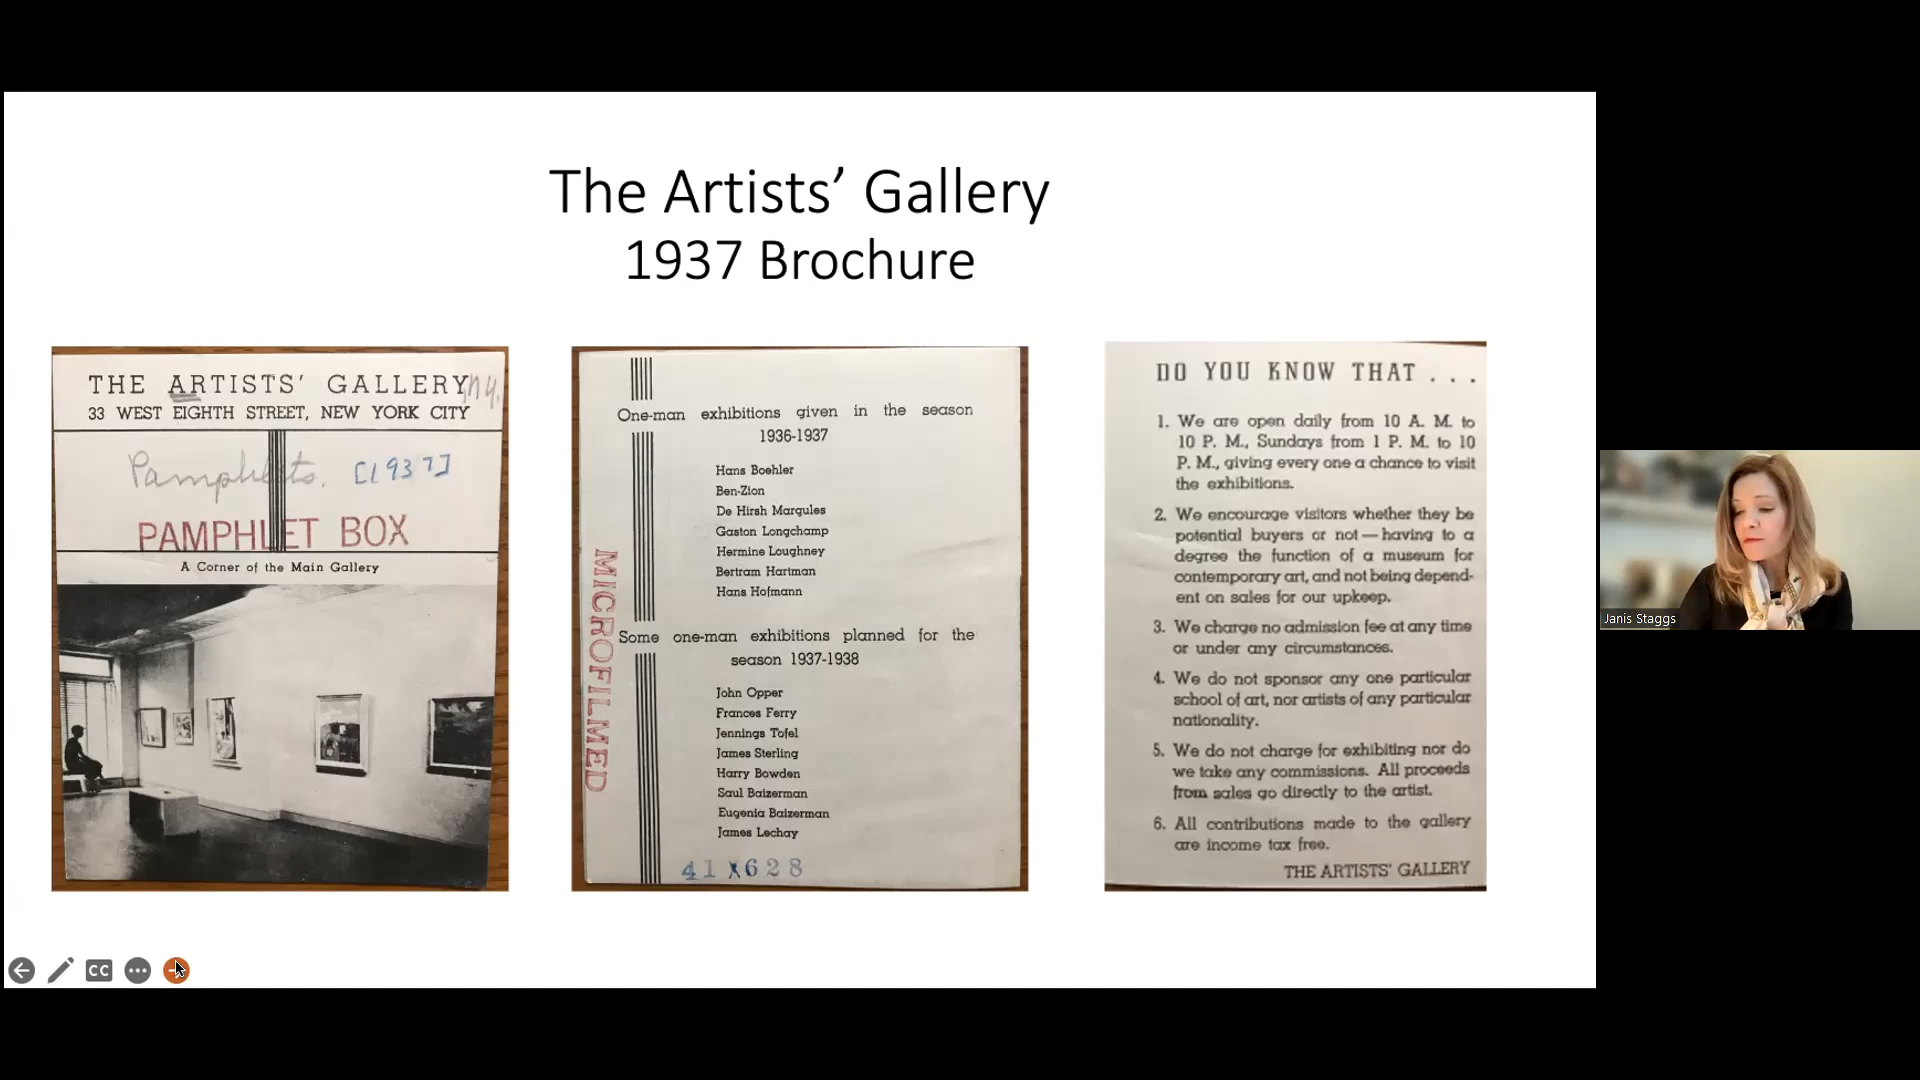 The Artists’ Gallery
1937 Brochure
THE ARTISTS' GALLERY N.Y.
33 WEST EIGHTH STREET, NEW YORK CITY
Pamphlets. [1937]
PAMPHLET BOX
A Corner of the Main Gallery
One-man exhibitions given in the season
1936-1937
Hans Boehler
Ben-Zion
De Hirsh Margules
Gaston Longchamp
Hermine Loughney
Bertram Hartman
Hans Hofmann
MICROFILMED
Some one-man exhibitions planned for the
season 1937-1938
John Opper
Frances Ferry
Jennings Tofel
James Sterling
Harry Bowden
Saul Baizerman
Eugenia Baizerman
James Lechay
41 X628
DO YOU KNOW THAT . . .
1. We are open daily from 10 A. M. to
10 P. M., Sundays from 1 P. M. to 10
P. M., giving every one a chance to visit
the exhibitions.
2. We encourage visitors whether they be
potential buyers or not — having to a
degree the function of a museum for
contemporary art, and not being depend-
ent on sales for our upkeep.
3. We charge no admission fee at any time
or under any circumstances.
4. We do not sponsor any one particular
school of art, nor artists of any particular
nationality.
5. We do not charge for exhibiting nor do
we take any commissions. All proceeds
from sales go directly to the artist.
6. All contributions made to the gallery
are income tax free.
THE ARTISTS' GALLERY
Janis Staggs
CC